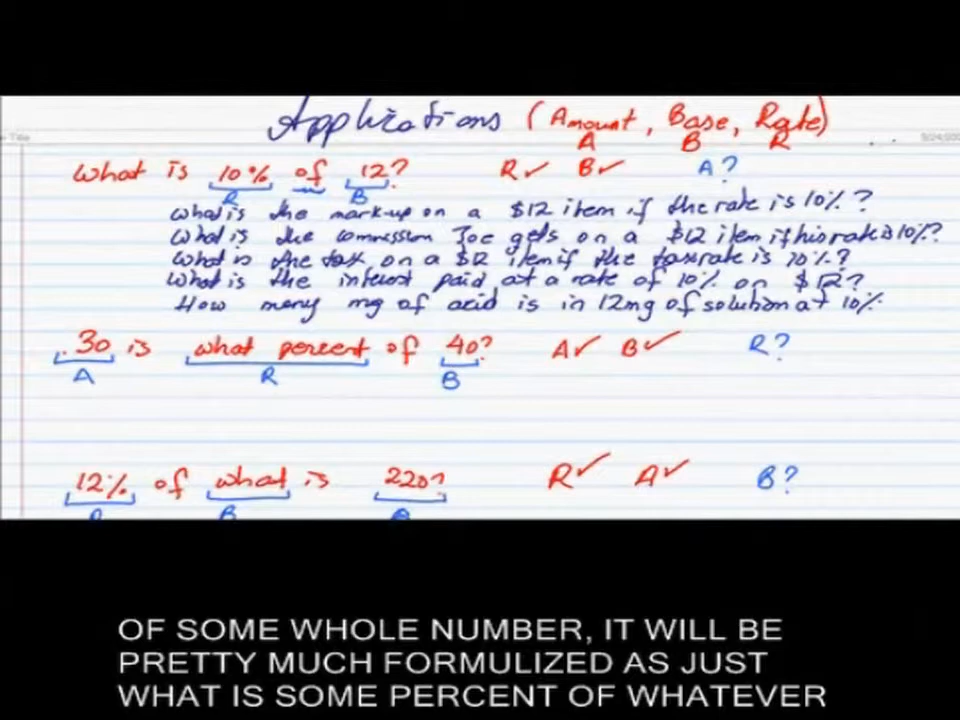 Applications (Amount, Base, Rate)
A B R
What is 10% of 12? R✓ B✓ A?
R B
What is the mark-up on a $12 item if the rate is 10%?
What is the commission Joe gets on a $12 item if his rate is 10%?
What is the tax on a $12 item if the tax rate is 10%?
What is the interest paid at a rate of 10% on $12?
How many mg of acid is in 12mg of solution at 10%
.30 is what percent of 40? A✓ B✓ R?
A R B
12% of what is 220? R✓ A✓ B?
OF SOME WHOLE NUMBER, IT WILL BE
PRETTY MUCH FORMULIZED AS JUST
WHAT IS SOME PERCENT OF WHATEVER